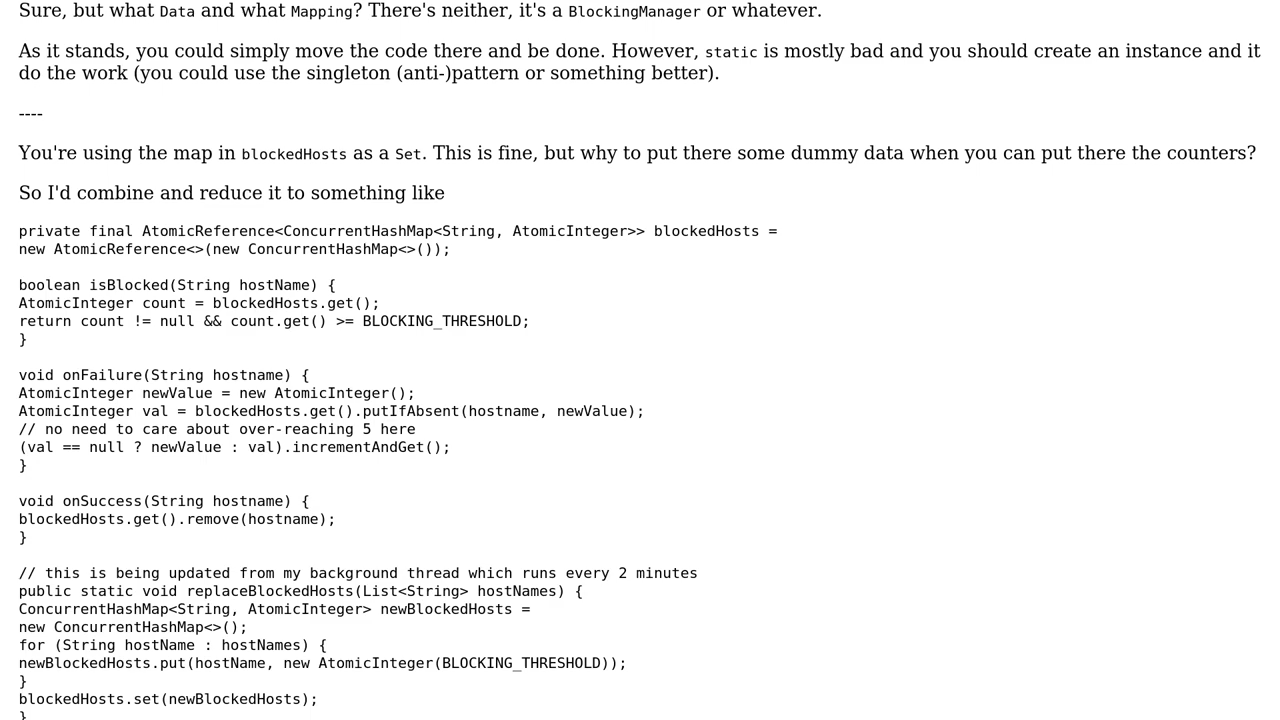 Sure, but what Data and what Mapping? There's neither, it's a BlockingManager or whatever.
As it stands, you could simply move the code there and be done. However, static is mostly bad and you should create an instance and it
do the work (you could use the singleton (anti-)pattern or something better).
----
You're using the map in blockedHosts as a Set. This is fine, but why to put there some dummy data when you can put there the counters?
So I'd combine and reduce it to something like
private final AtomicReference<ConcurrentHashMap<String, AtomicInteger>> blockedHosts =
new AtomicReference<>(new ConcurrentHashMap<>());
boolean isBlocked(String hostName) {
AtomicInteger count = blockedHosts.get();
return count != null && count.get() >= BLOCKING_THRESHOLD;
}
void onFailure(String hostname) {
AtomicInteger newValue = new AtomicInteger();
AtomicInteger val = blockedHosts.get().putIfAbsent(hostname, newValue);
// no need to care about over-reaching 5 here
(val == null ? newValue : val).incrementAndGet();
}
void onSuccess(String hostname) {
blockedHosts.get().remove(hostname);
}
// this is being updated from my background thread which runs every 2 minutes
public static void replaceBlockedHosts(List<String> hostNames) {
ConcurrentHashMap<String, AtomicInteger> newBlockedHosts =
new ConcurrentHashMap<>();
for (String hostName : hostNames) {
newBlockedHosts.put(hostName, new AtomicInteger(BLOCKING_THRESHOLD));
}
blockedHosts.set(newBlockedHosts);
}